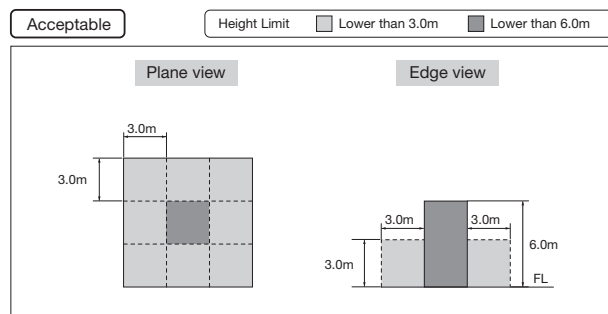 Acceptable
Height Limit Lower than 3.0m Lower than 6.0m
Plane view
Edge view
3.0m
3.0m
3.0m 3.0m
6.0m
3.0m
FL